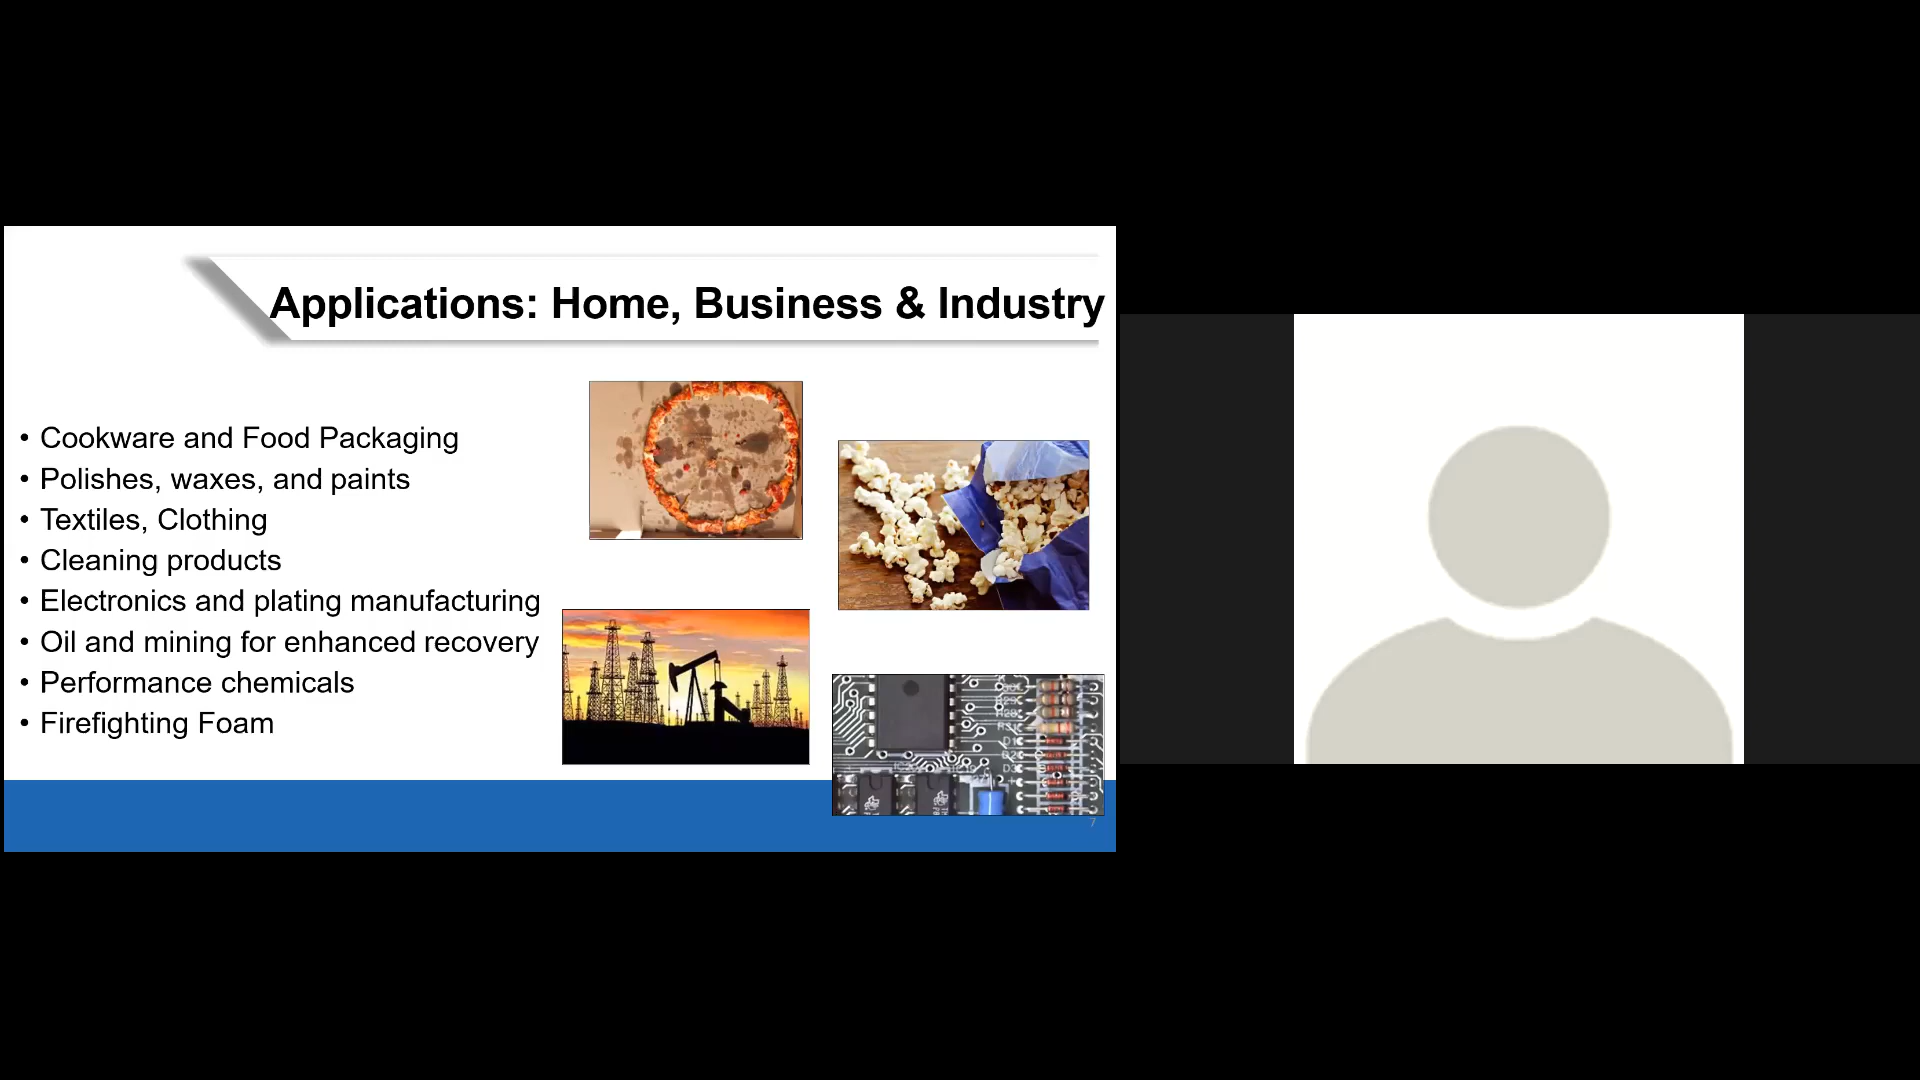 Applications: Home, Business & Industry
• Cookware and Food Packaging
• Polishes, waxes, and paints
• Textiles, Clothing
• Cleaning products
• Electronics and plating manufacturing
• Oil and mining for enhanced recovery
• Performance chemicals
• Firefighting Foam
7